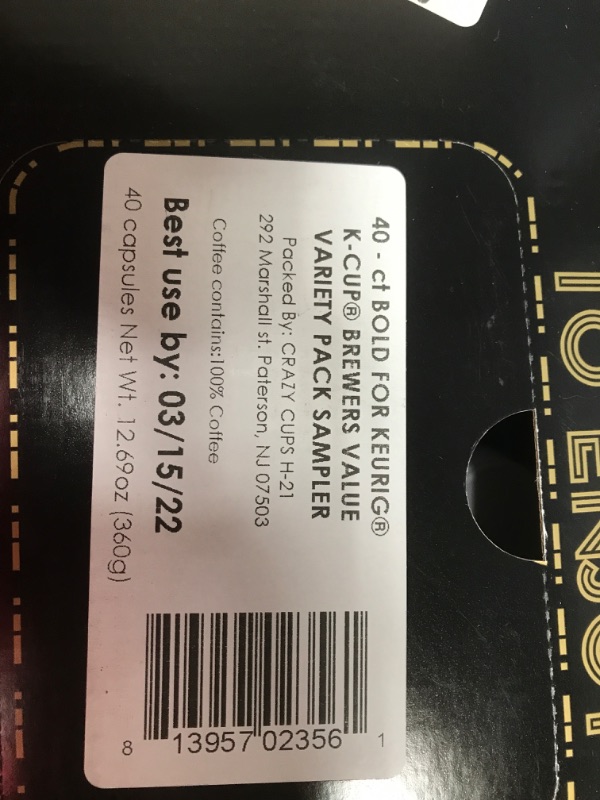 40 - ct BOLD FOR KEURIG®
K-CUP® BREWERS VALUE
VARIETY PACK SAMPLER
Packed By: CRAZY CUPS H-21
292 Marshall st. Paterson, NJ 07503
Coffee contains:100% Coffee
Best use by: 03/15/22
40 capsules Net Wt. 12.69oz (360g)
8 13957 02356 1
TO ENJOY